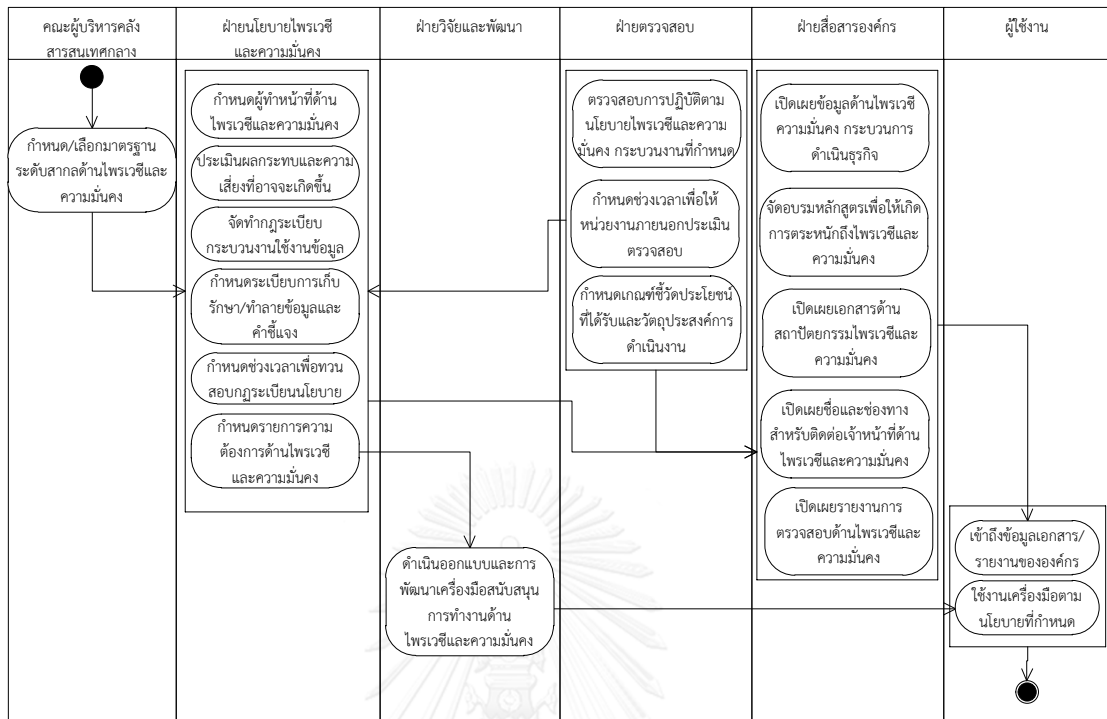 คณะผู้บริหารคลัง
สารสนเทศกลาง
ฝ่ายนโยบายไพรเวซี
และความมั่นคง
ฝ่ายวิจัยและพัฒนา
ฝ่ายตรวจสอบ
ฝ่ายสื่อสารองค์กร
ผู้ใช้งาน
กำหนด/เลือกมาตรฐาน
ระดับสากลด้านไพรเวซีและ
ความมั่นคง
กำหนดผู้ทำหน้าที่ด้าน
ไพรเวซีและความมั่นคง
ประเมินผลกระทบและความ
เสี่ยงที่อาจจะเกิดขึ้น
จัดทำกฎระเบียบ
กระบวนงานใช้งานข้อมูล
กำหนดระเบียบการเก็บ
รักษา/ทำลายข้อมูลและ
คำชี้แจง
กำหนดช่วงเวลาเพื่อทวน
สอบกฎระเบียนนโยบาย
กำหนดรายการความ
ต้องการด้านไพรเวซี
และความมั่นคง
ดำเนินออกแบบและการ
พัฒนาเครื่องมือสนับสนุน
การทำงานด้าน
ไพรเวซีและความมั่นคง
ตรวจสอบการปฏิบัติตาม
นโยบายไพรเวซีและความ
มั่นคง กระบวนงานที่กำหนด
กำหนดช่วงเวลาเพื่อให้
หน่วยงานภายนอกประเมิน
ตรวจสอบ
กำหนดเกณฑ์ชี้วัดประโยชน์
ที่ได้รับและวัตถุประสงค์การ
ดำเนินงาน
เปิดเผยข้อมูลด้านไพรเวซี
ความมั่นคง กระบวนการ
ดำเนินธุรกิจ
จัดอบรมหลักสูตรเพื่อให้เกิด
การตระหนักถึงไพรเวซีและ
ความมั่นคง
เปิดเผยเอกสารด้าน
สถาปัตยกรรมไพรเวซีและ
ความมั่นคง
เปิดเผยชื่อและช่องทาง
สำหรับติดต่อเจ้าหน้าที่ด้าน
ไพรเวซีและความมั่นคง
เปิดเผยรายงานการ
ตรวจสอบด้านไพรเวซีและ
ความมั่นคง
เข้าถึงข้อมูลเอกสาร/
รายงานขององค์กร
ใช้งานเครื่องมือตาม
นโยบายที่กำหนด